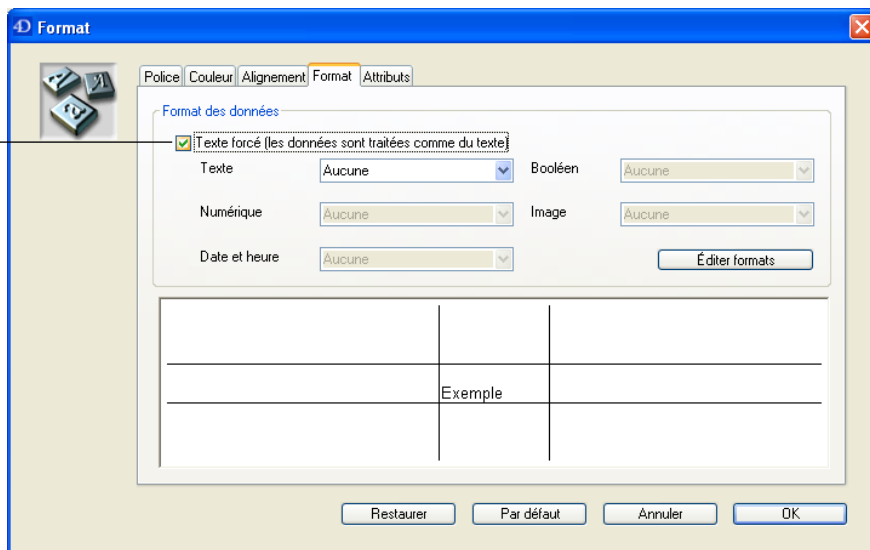 4D Format
Police Couleur Alignement Format Attributs
Format des données
Texte forcé (les données sont traitées comme du texte)
Texte Aucune Booléen Aucune
Numérique Aucune Image Aucune
Date et heure Aucune Éditer formats
Exemple
Restaurer Par défaut Annuler OK